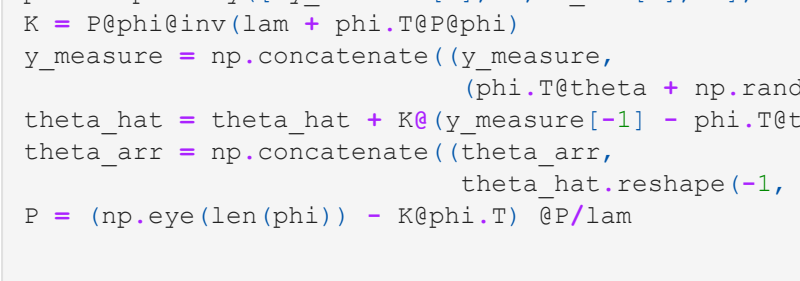 K = P@phi@inv(lam + phi.T@P@phi)
y_measure = np.concatenate((y_measure,
(phi.T@theta + np.rand
theta_hat = theta_hat + K@(y_measure[-1] - phi.T@t
theta_arr = np.concatenate((theta_arr,
theta_hat.reshape(-1,
P = (np.eye(len(phi)) - K@phi.T) @P/lam